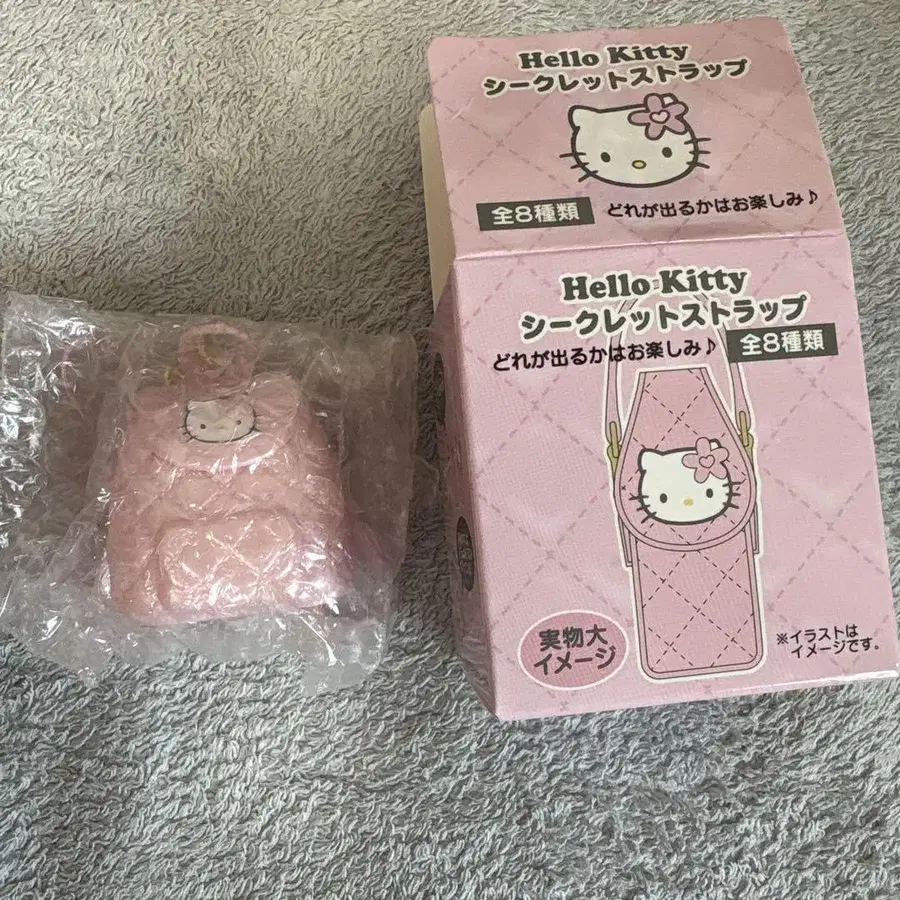 Hello Kitty
シークレットストラップ
全8種類 どれが出るかはお楽しみ♪
Hello Kitty
シークレットストラップ
どれが出るかはお楽しみ♪ 全8種類
実物大
イメージ
※イラストは
イメージです。